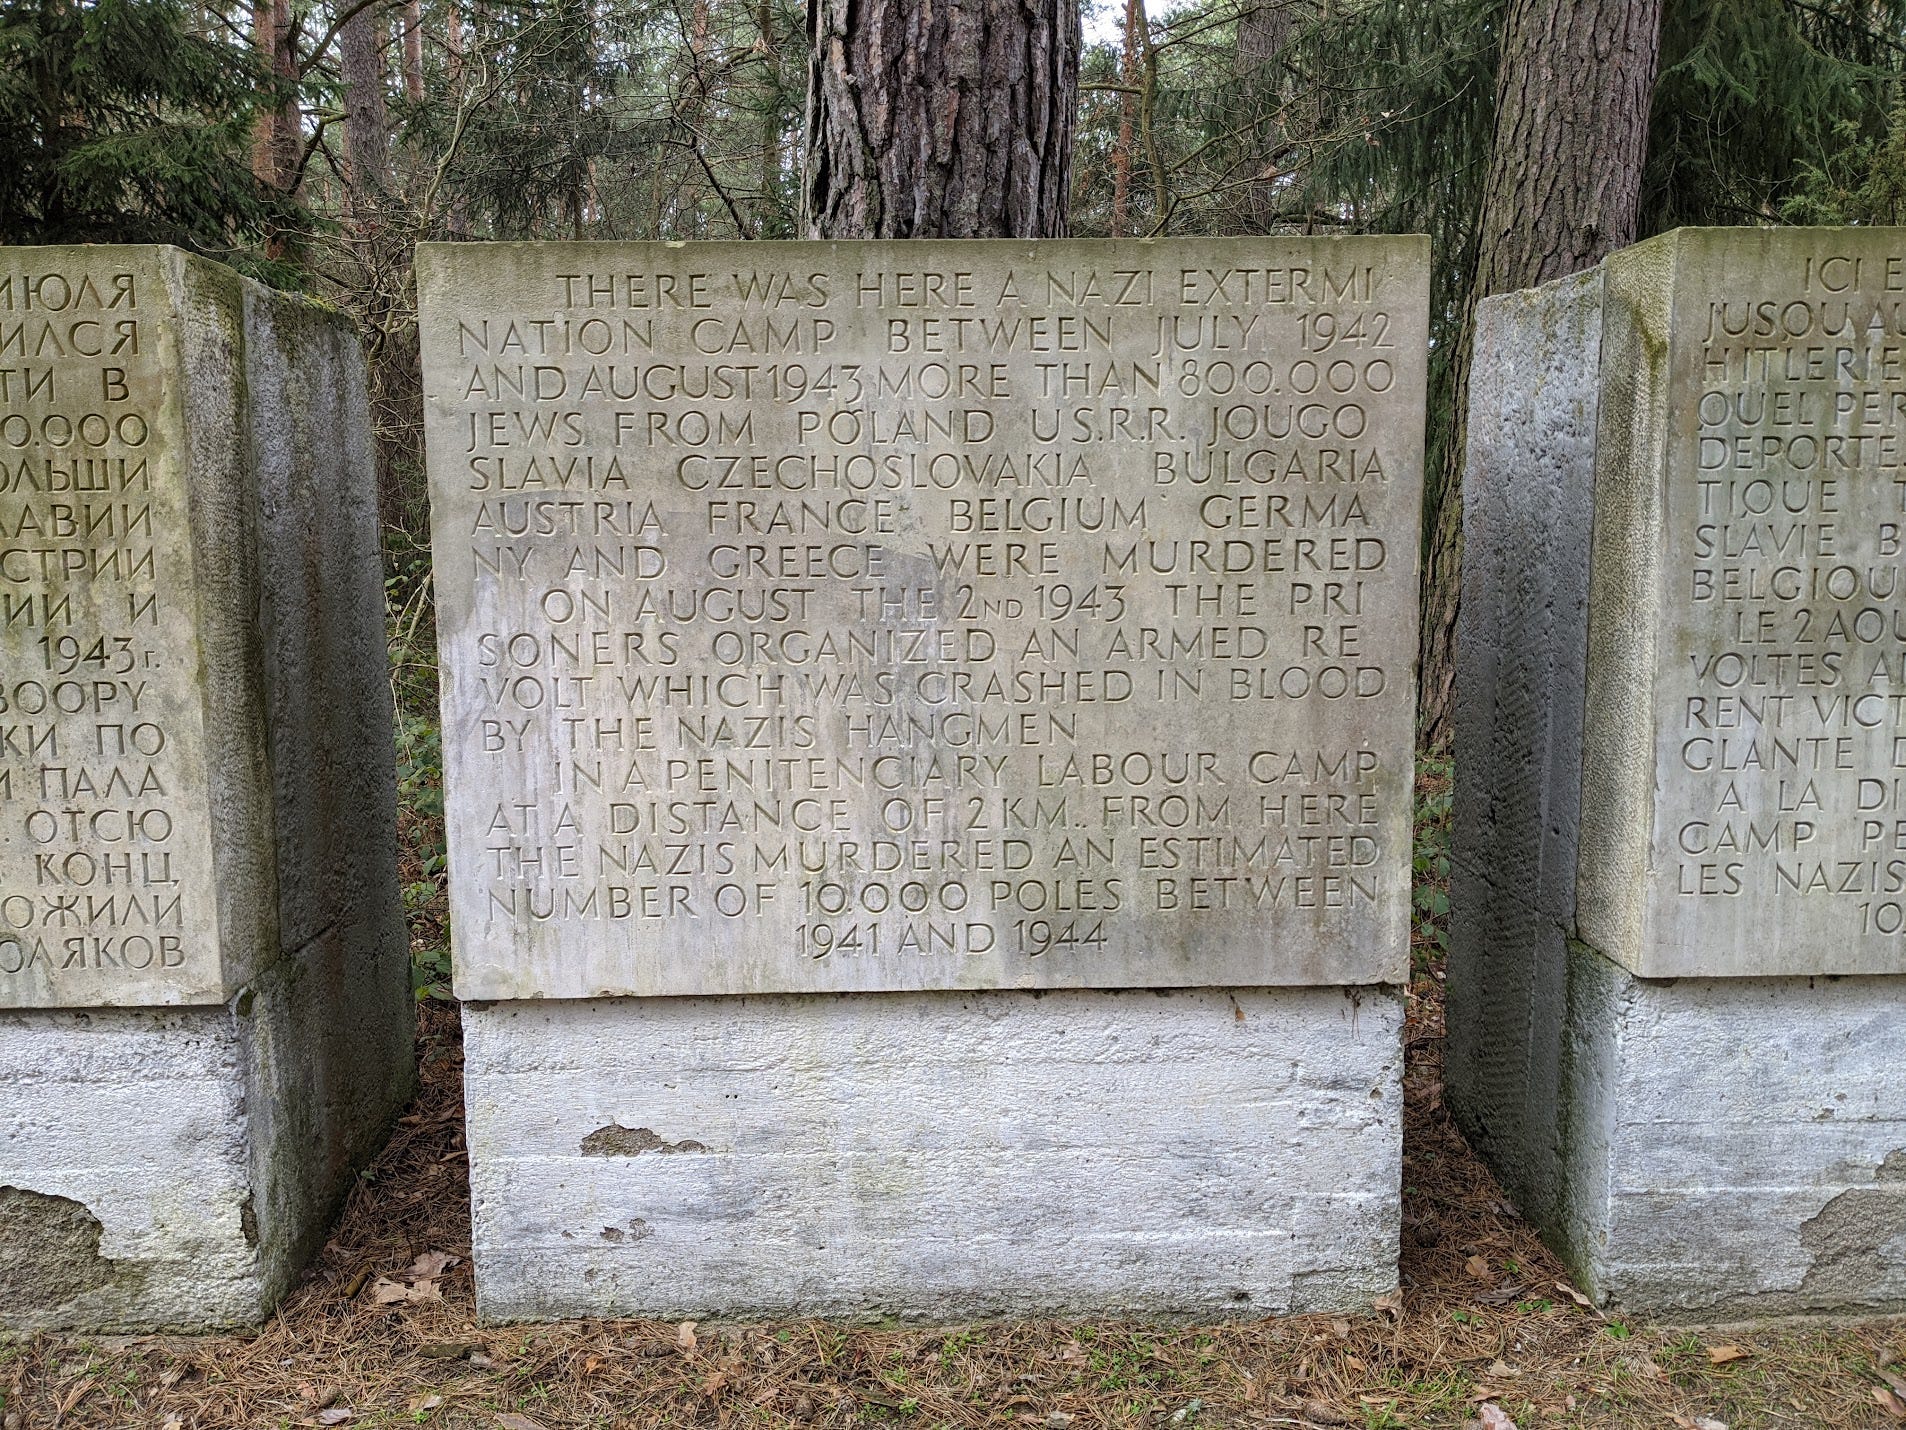 ИЮЛЯ
ИЛСЯ
ТИ В
0.000
ОЛЬШИ
ЛАВИИ
СТРИИ
ИИ И
1943 г.
ВООРУ
КИ ПО
И ПАЛА
ОТСЮ
КОНЦ,
ОЖИЛИ
ОЛЯКОВ
THERE WAS HERE A NAZI EXTERMI
NATION CAMP BETWEEN JULY 1942
AND AUGUST 1943 MORE THAN 800.000
JEWS FROM POLAND U.S.R.R. JOUGO
SLAVIA CZECHOSLOVAKIA BULGARIA
AUSTRIA FRANCE BELGIUM GERMA
NY AND GREECE WERE MURDERED
ON AUGUST THE 2ND 1943 THE PRI
SONERS ORGANIZED AN ARMED RE
VOLT WHICH WAS CRASHED IN BLOOD
BY THE NAZIS HANGMEN
IN A PENITENCIARY LABOUR CAMP
AT A DISTANCE OF 2 KM. FROM HERE
THE NAZIS MURDERED AN ESTIMATED
NUMBER OF 10.000 POLES BETWEEN
1941 AND 1944
ICI E
JUSQU'AU
HITLERIE
QUEL PER
DEPORTE
TIQUE T
SLAVIE B
BELGIQU
LE 2 AOU
VOLTES A
RENT VICT
GLANTE D
A LA DI
CAMP PE
LES NAZIS
10